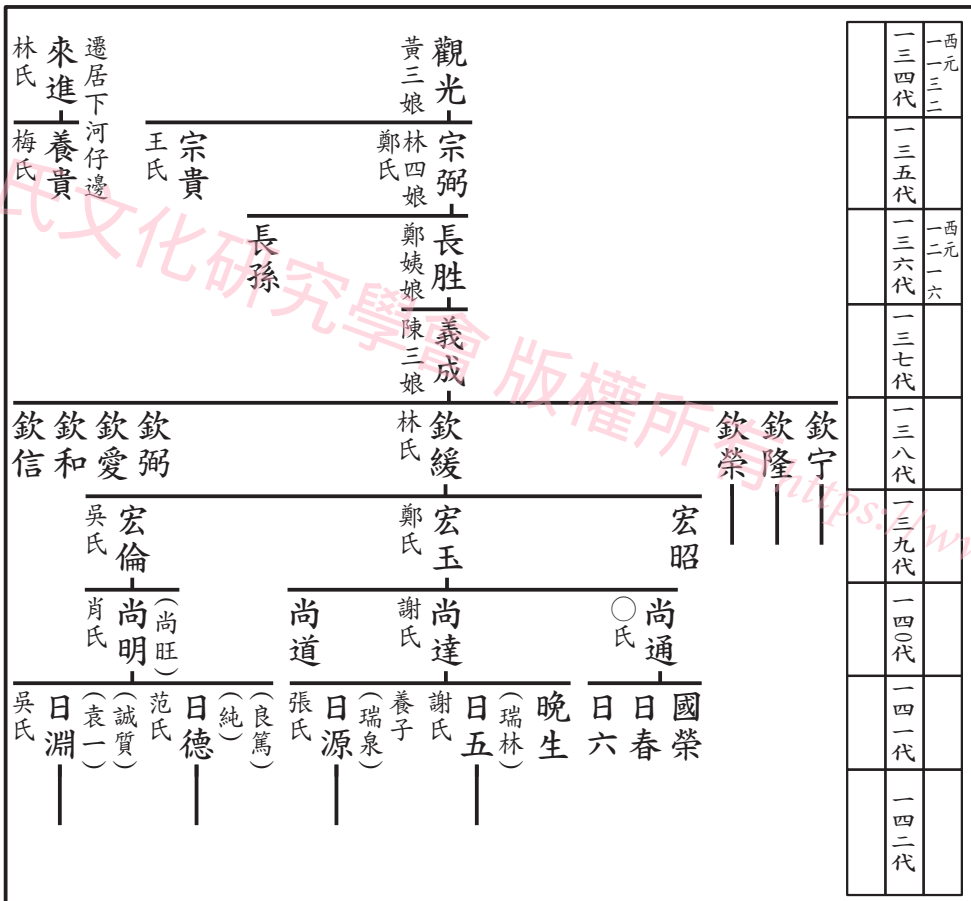 西元一一三二
一三四代
一三五代
西元一二一六
一三六代
一三七代
一三八代
一三九代
一四〇代
一四一代
一四二代
觀光
黃三娘
遷居下河仔邊
來進
林氏
宗弼
林四娘
鄭氏
宗貴
王氏
養貴
梅氏
長胜
鄭姨娘
長孫
義成
陳三娘
欽宁
欽隆
欽榮
欽緩
林氏
欽弼
欽愛
欽和
欽信
宏昭
宏玉
鄭氏
宏倫
吳氏
尚通
〇氏
尚達
謝氏
尚道
(尚旺)
尚明
肖氏
國榮
日春
日六
晚生
(瑞林)
日五
謝氏
養子
(瑞泉)
日源
張氏
(良篤)
(純)
日德
范氏
(誠質)
(袁一)
日淵
吳氏
氏文化研究學會 版權所有https://ww